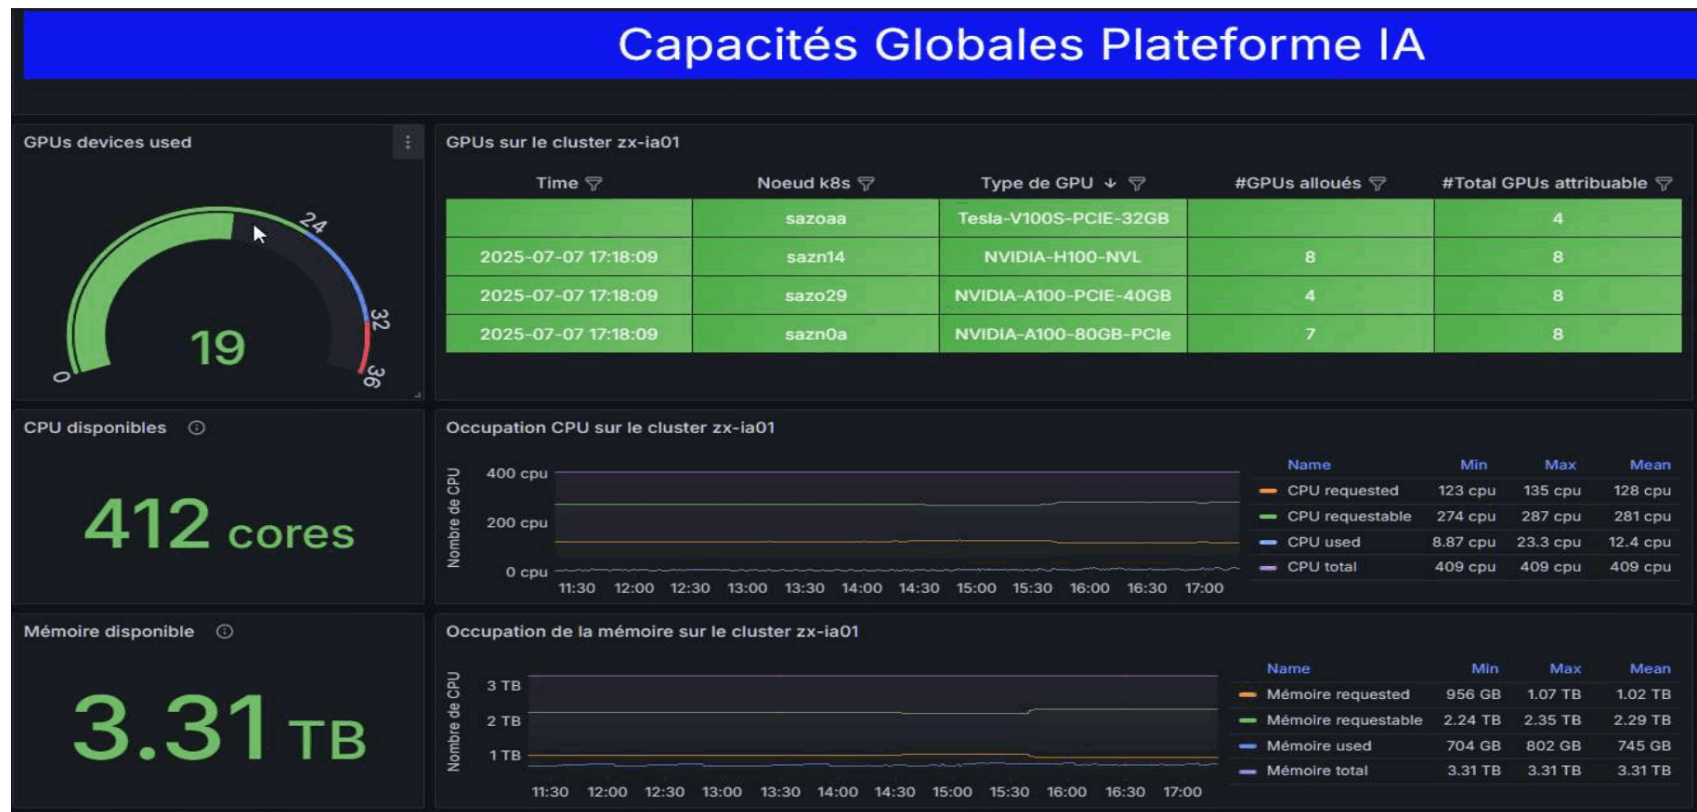 Capacités Globales Plateforme IA
GPUs devices used
0 24 32 36
19
GPUs sur le cluster zx-ia01
Time Noeud k8s Type de GPU ↓ #GPUs alloués #Total GPUs attribuable
sazoaa Tesla-V100S-PCIE-32GB 4
2025-07-07 17:18:09 sazn14 NVIDIA-H100-NVL 8 8
2025-07-07 17:18:09 sazo29 NVIDIA-A100-PCIE-40GB 4 8
2025-07-07 17:18:09 sazn0a NVIDIA-A100-80GB-PCIe 7 8
CPU disponibles
412 cores
Occupation CPU sur le cluster zx-ia01
Nombre de CPU
400 cpu
200 cpu
0 cpu
11:30 12:00 12:30 13:00 13:30 14:00 14:30 15:00 15:30 16:00 16:30 17:00
Name Min Max Mean
CPU requested 123 cpu 135 cpu 128 cpu
CPU requestable 274 cpu 287 cpu 281 cpu
CPU used 8.87 cpu 23.3 cpu 12.4 cpu
CPU total 409 cpu 409 cpu 409 cpu
Mémoire disponible
3.31 TB
Occupation de la mémoire sur le cluster zx-ia01
Nombre de CPU
3 TB
2 TB
1 TB
11:30 12:00 12:30 13:00 13:30 14:00 14:30 15:00 15:30 16:00 16:30 17:00
Name Min Max Mean
Mémoire requested 956 GB 1.07 TB 1.02 TB
Mémoire requestable 2.24 TB 2.35 TB 2.29 TB
Mémoire used 704 GB 802 GB 745 GB
Mémoire total 3.31 TB 3.31 TB 3.31 TB